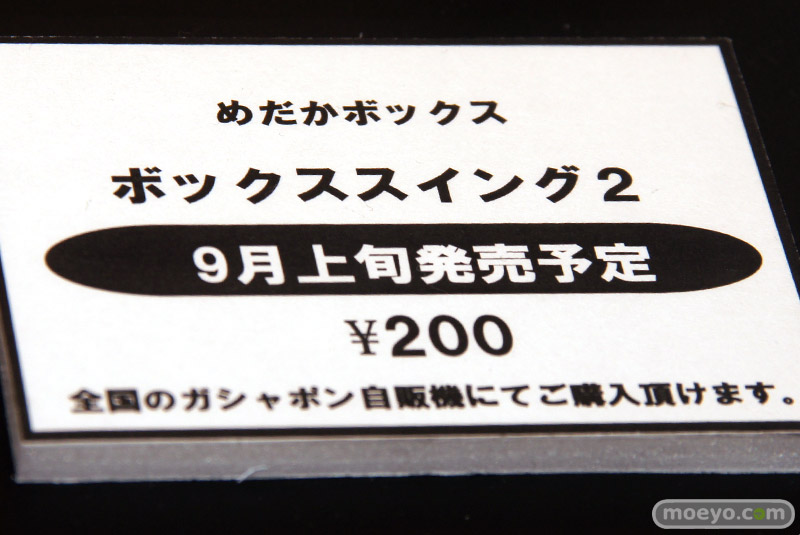 めだかボックス
ボックススイング2
9月上旬発売予定
¥200
全国のガシャポン自販機にてご購入頂けます。
moeyo.com